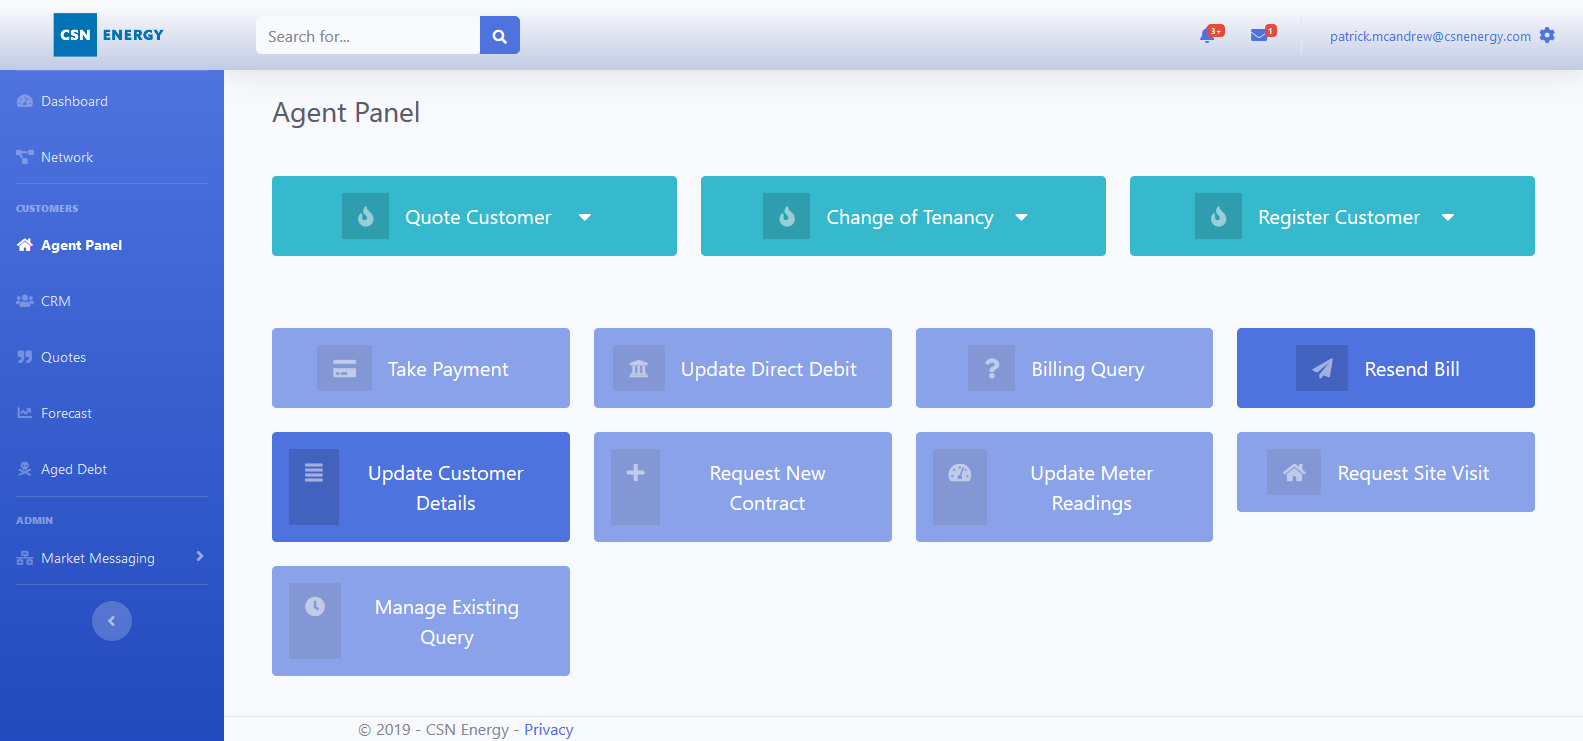 CSN ENERGY
Search for...
3+
1
patrick.mcandrew@csnenergy.com
Dashboard
Network
CUSTOMERS
Agent Panel
CRM
Quotes
Forecast
Aged Debt
ADMIN
Market Messaging
Agent Panel
Quote Customer
Change of Tenancy
Register Customer
Take Payment
Update Direct Debit
Billing Query
Resend Bill
Update Customer
Details
Request New
Contract
Update Meter
Readings
Request Site Visit
Manage Existing
Query
© 2019 - CSN Energy - Privacy